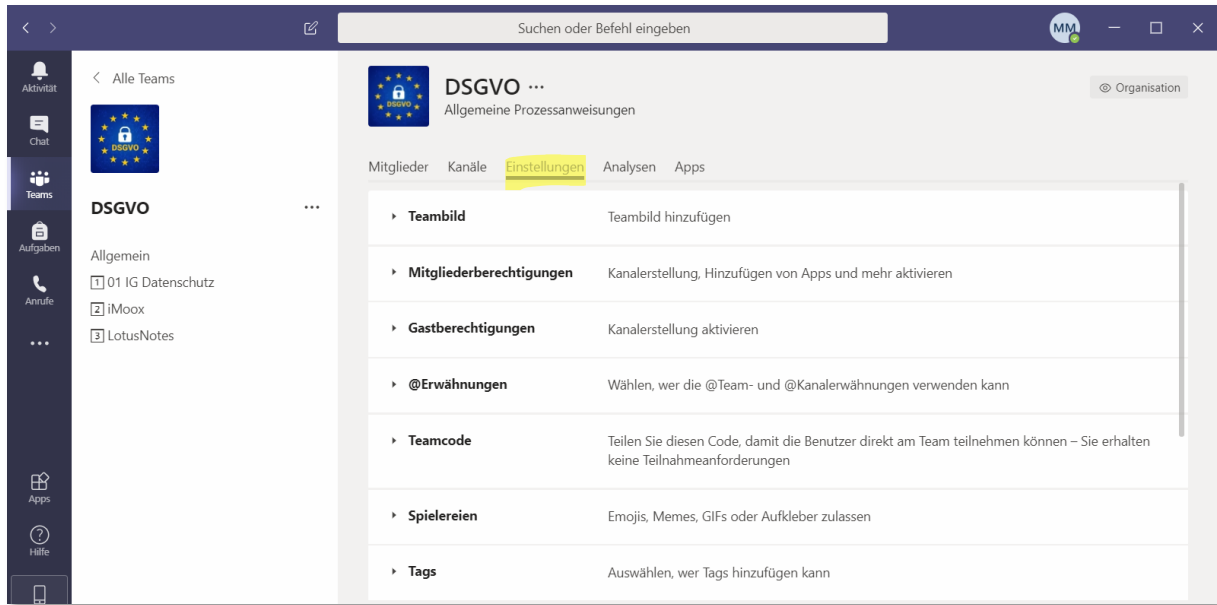 Suchen oder Befehl eingeben
MM
Aktivität
Chat
Teams
Aufgaben
Anrufe
Apps
Hilfe
Alle Teams
DSGVO
DSGVO
Allgemein
1 01 IG Datenschutz
2 iMoox
3 LotusNotes
DSGVO
DSGVO ...
Allgemeine Prozessanweisungen
Organisation
Mitglieder Kanäle Einstellungen Analysen Apps
Teambild Teambild hinzufügen
Mitgliederberechtigungen Kanalerstellung, Hinzufügen von Apps und mehr aktivieren
Gastberechtigungen Kanalerstellung aktivieren
@Erwähnungen Wählen, wer die @Team- und @Kanalerwähnungen verwenden kann
Teamcode Teilen Sie diesen Code, damit die Benutzer direkt am Team teilnehmen können – Sie erhalten
keine Teilnahmeanforderungen
Spielereien Emojis, Memes, GIFs oder Aufkleber zulassen
Tags Auswählen, wer Tags hinzufügen kann